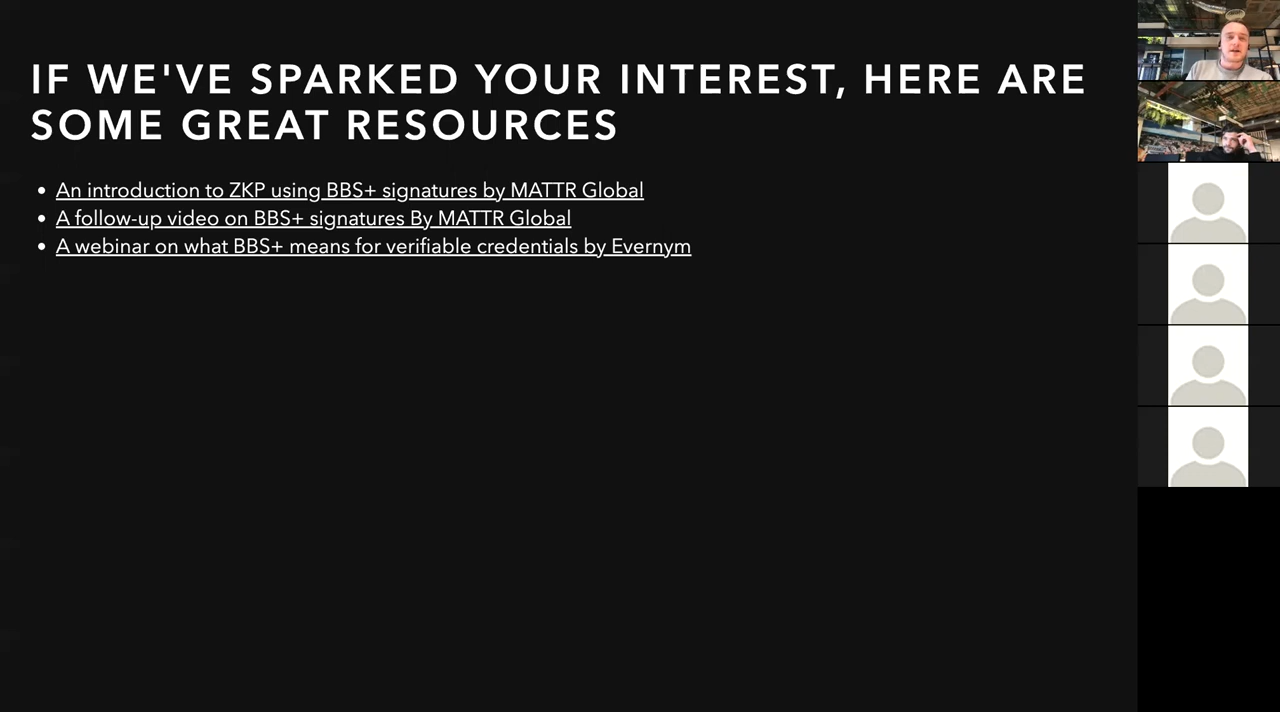 IF WE'VE SPARKED YOUR INTEREST, HERE ARE
SOME GREAT RESOURCES
An introduction to ZKP using BBS+ signatures by MATTR Global
A follow-up video on BBS+ signatures By MATTR Global
A webinar on what BBS+ means for verifiable credentials by Evernym